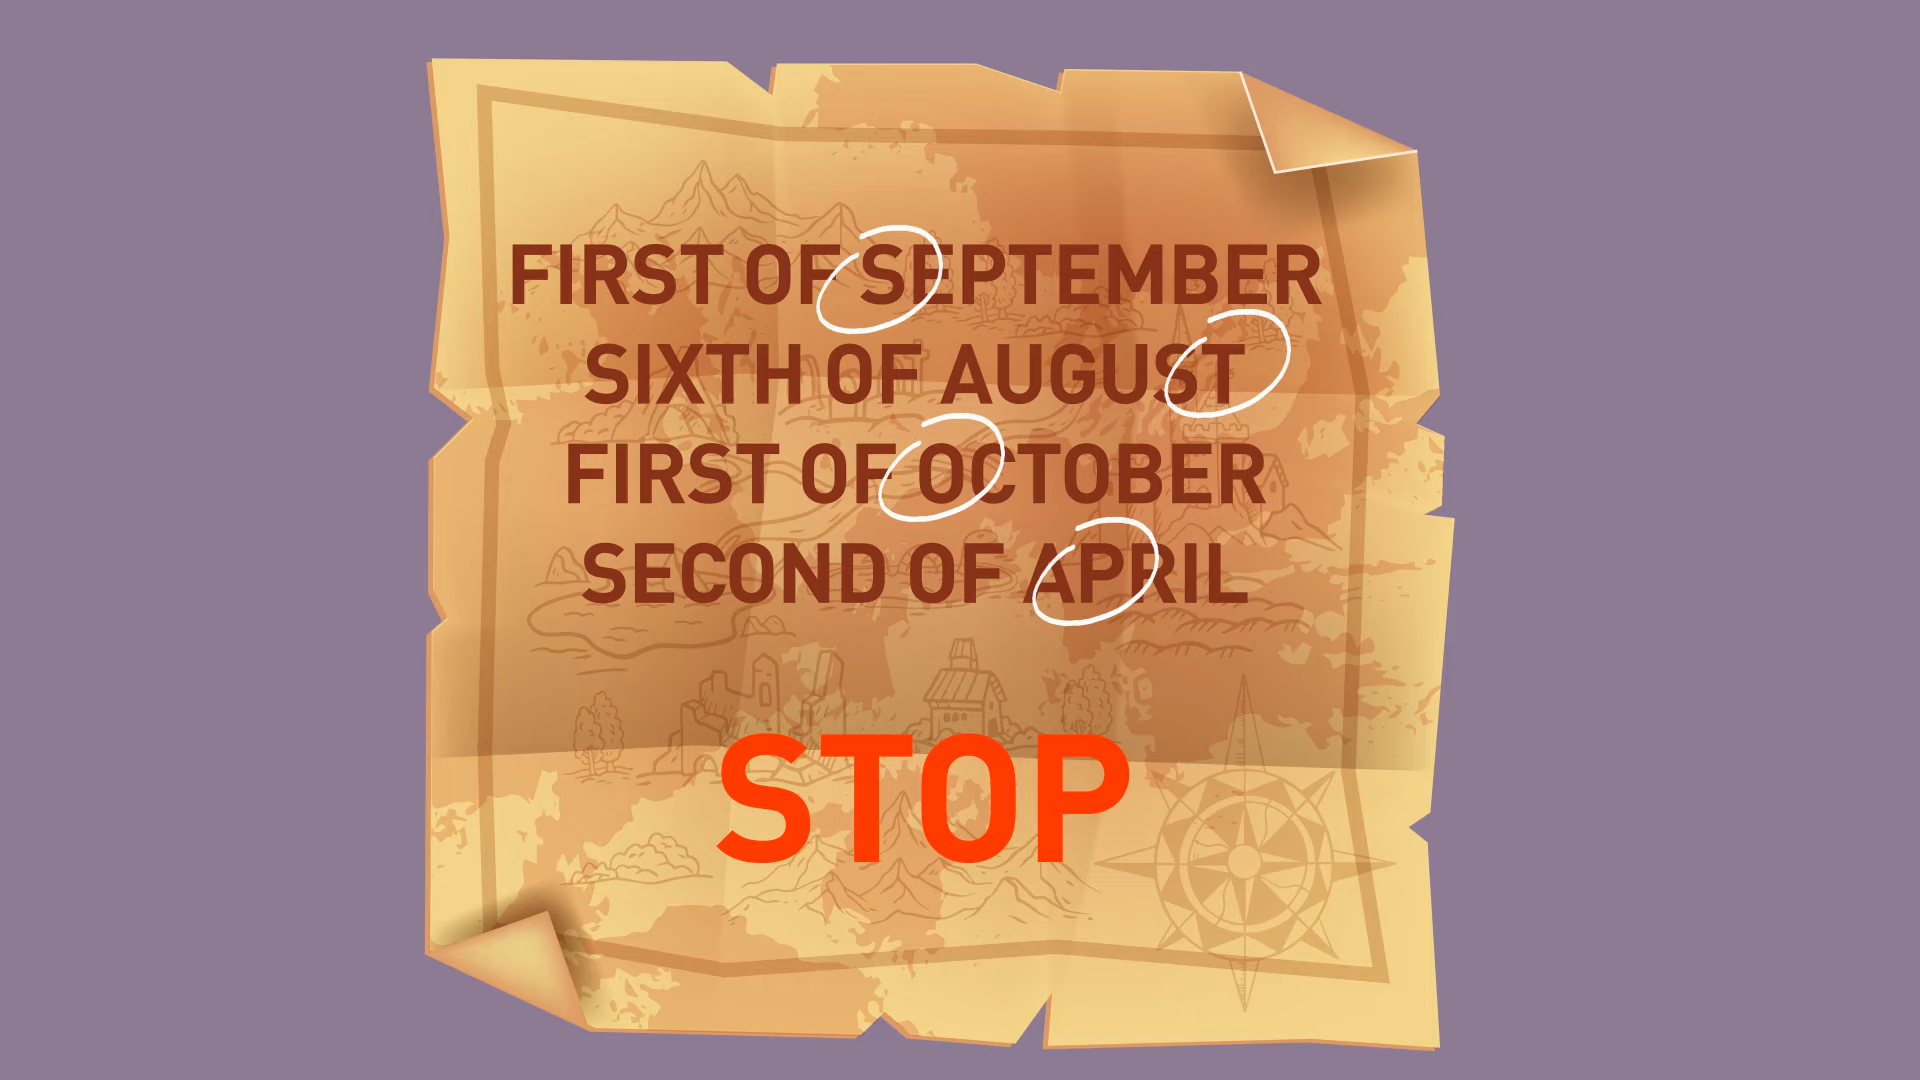 FIRST OF SEPTEMBER
SIXTH OF AUGUST
FIRST OF OCTOBER
SECOND OF APRIL
STOP